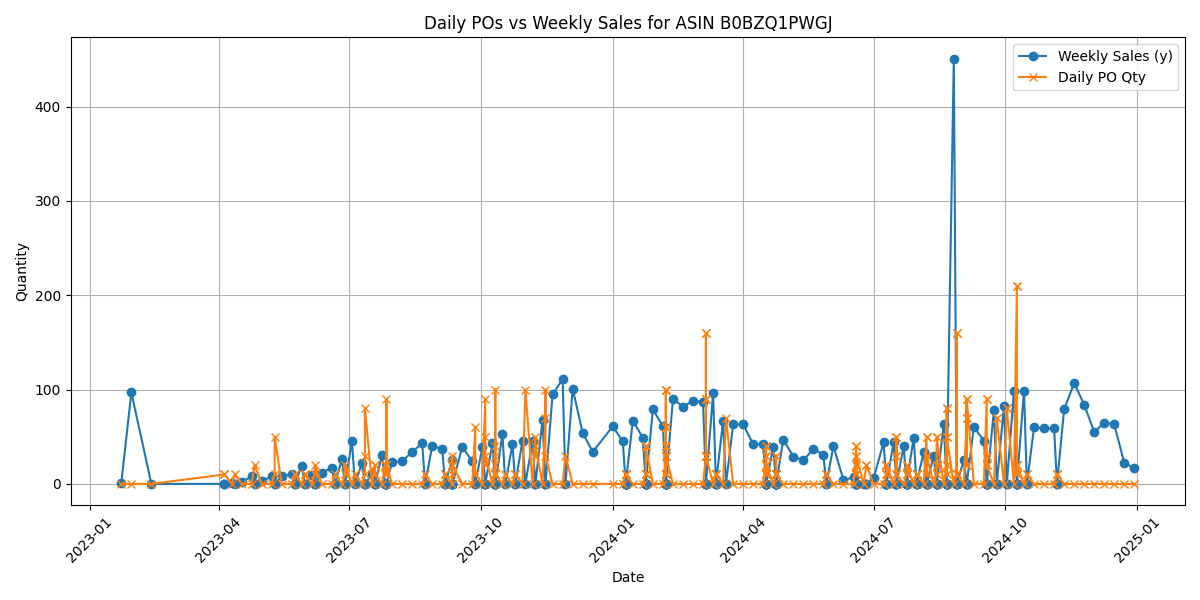 Daily POs vs Weekly Sales for ASIN B0BZQ1PWGJ
Weekly Sales (y)
Daily PO Qty
Quantity
400
300
200
100
0
2023-01
2023-04
2023-07
2023-10
2024-01
2024-04
2024-07
2024-10
2025-01
Date